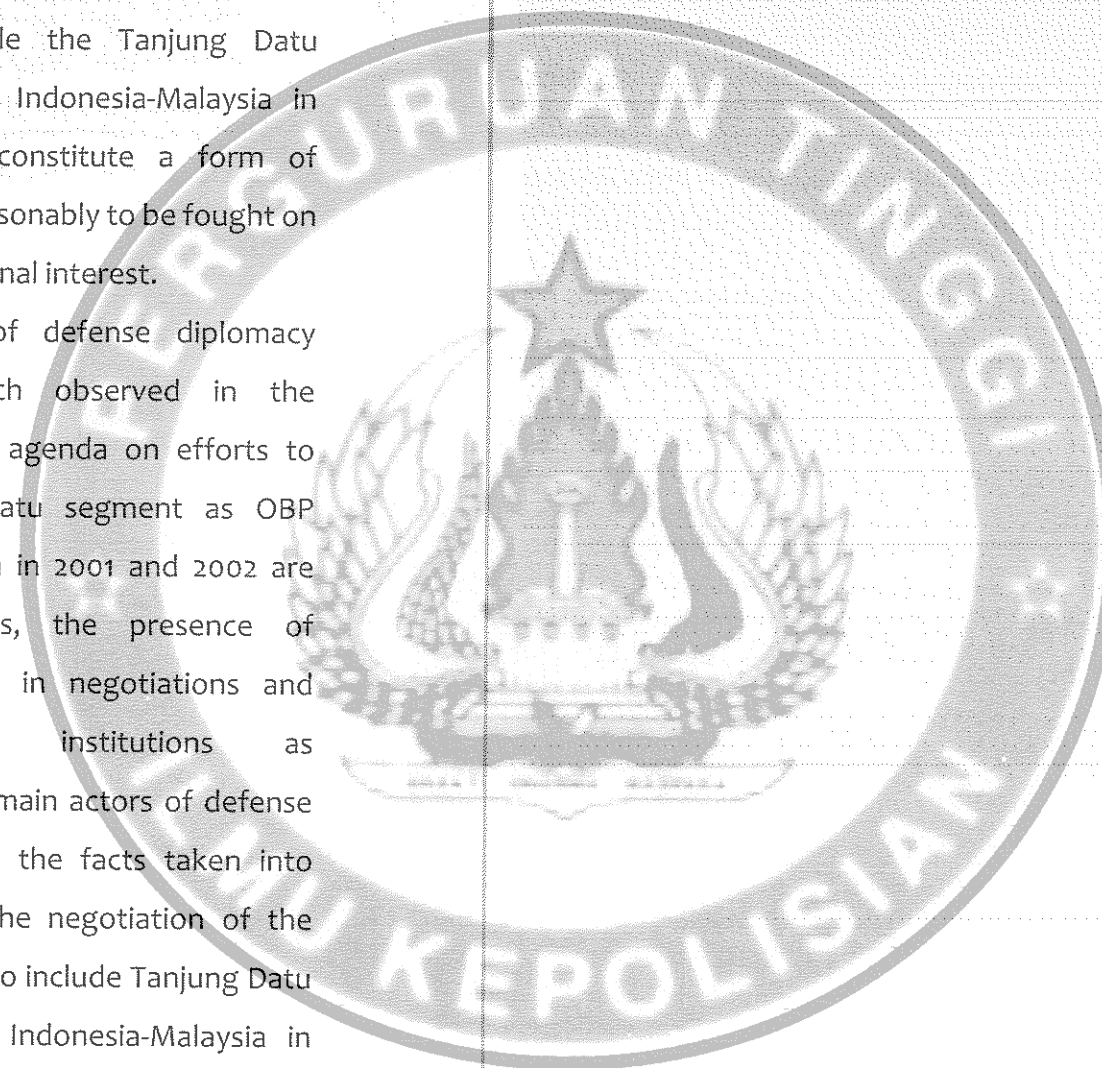 le the Tanjung Datu
Indonesia-Malaysia in
constitute a form of
sonably to be fought on
nal interest.
of defense diplomacy
ch observed in the
agenda on efforts to
atu segment as OBP
in 2001 and 2002 are
s, the presence of
in negotiations and
institutions as
main actors of defense
the facts taken into
he negotiation of the
o include Tanjung Datu
Indonesia-Malaysia in
PERGURUAN TINGGI
ILMU KEPOLISIAN